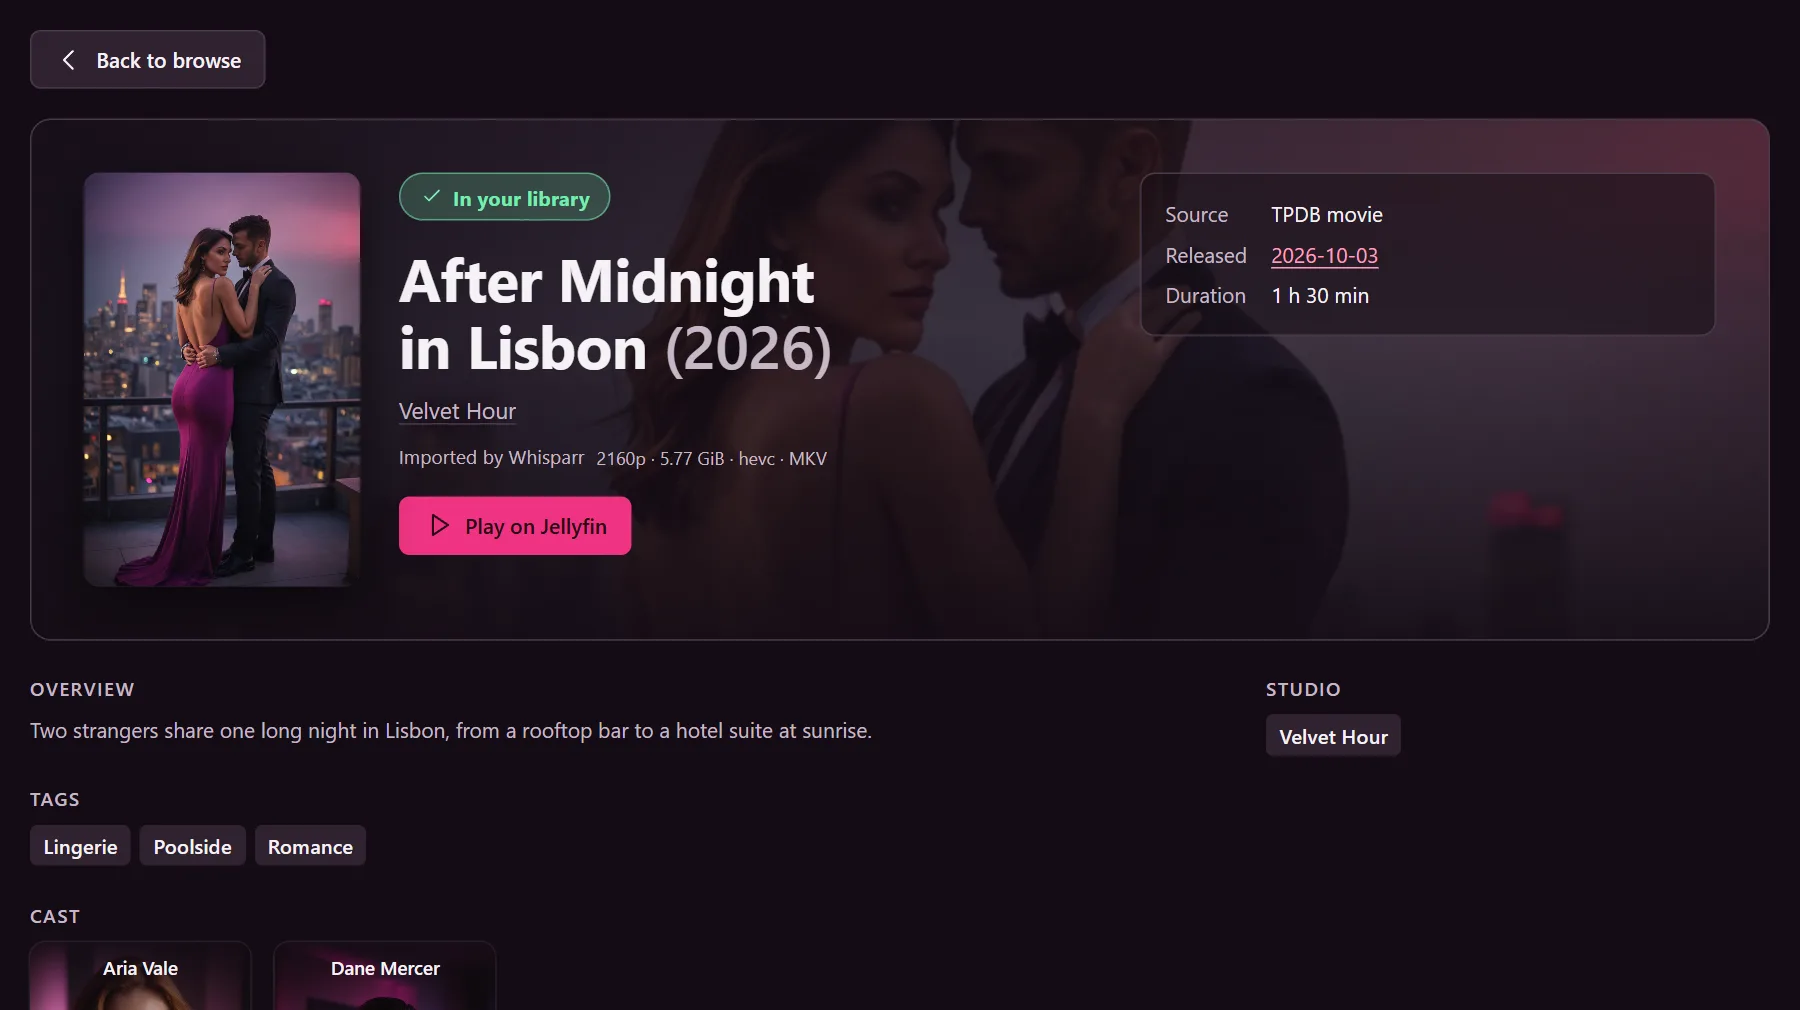 Back to browse
In your library
After Midnight
in Lisbon (2026)
Velvet Hour
Imported by Whisparr 2160p · 5.77 GiB · hevc · MKV
Play on Jellyfin
Source TPDB movie
Released 2026-10-03
Duration 1 h 30 min
OVERVIEW
Two strangers share one long night in Lisbon, from a rooftop bar to a hotel suite at sunrise.
STUDIO
Velvet Hour
TAGS
Lingerie Poolside Romance
CAST
Aria Vale Dane Mercer